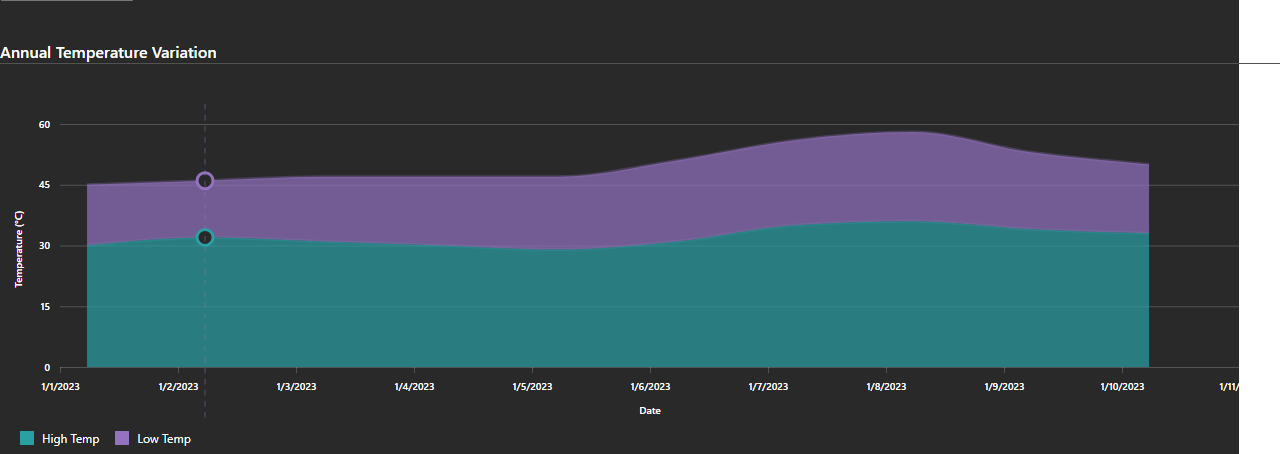 Annual Temperature Variation
60
45
30
15
0
Temperature (°C)
1/1/2023 1/2/2023 1/3/2023 1/4/2023 1/5/2023 1/6/2023 1/7/2023 1/8/2023 1/9/2023 1/10/2023 1/11/
Date
High Temp Low Temp